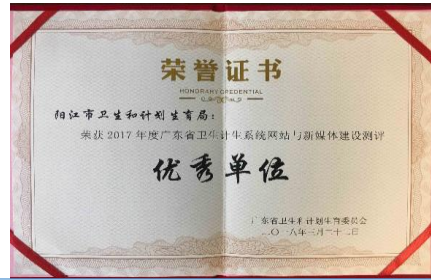 荣誉证书
HONORARY CREDENTIAL
阳江市卫生和计划生育局：
荣获2017年度广东省卫生计生系统网站与新媒体建设测评
优秀单位
广东省卫生和计划生育委员会
二〇一八年三月二十二日